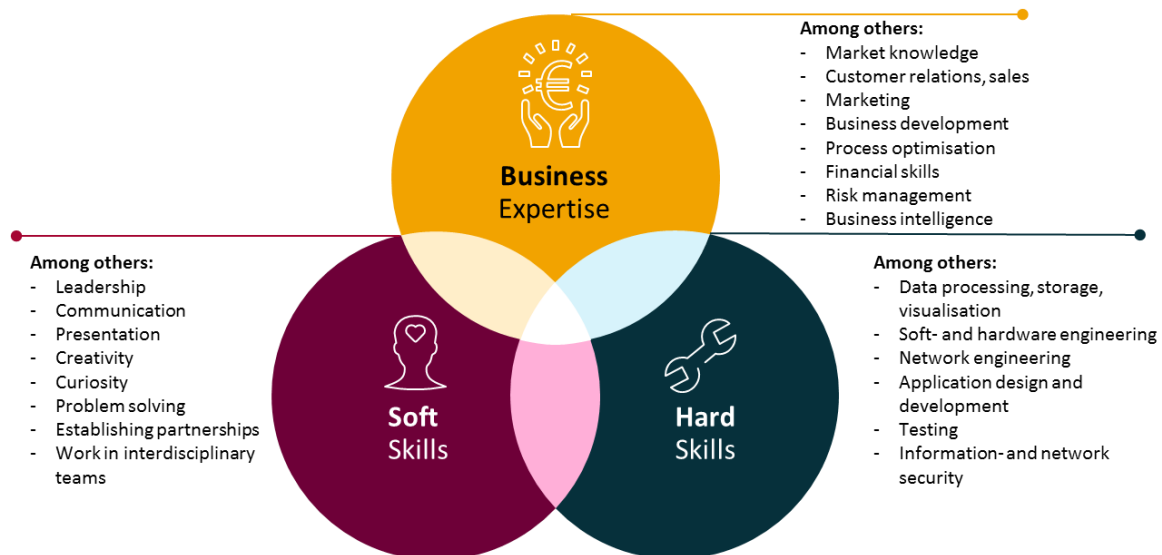 Business
Expertise
Among others:
- Market knowledge
- Customer relations, sales
- Marketing
- Business development
- Process optimisation
- Financial skills
- Risk management
- Business intelligence
Soft
Skills
Among others:
- Leadership
- Communication
- Presentation
- Creativity
- Curiosity
- Problem solving
- Establishing partnerships
- Work in interdisciplinary
teams
Hard
Skills
Among others:
- Data processing, storage,
visualisation
- Soft- and hardware engineering
- Network engineering
- Application design and
development
- Testing
- Information- and network
security